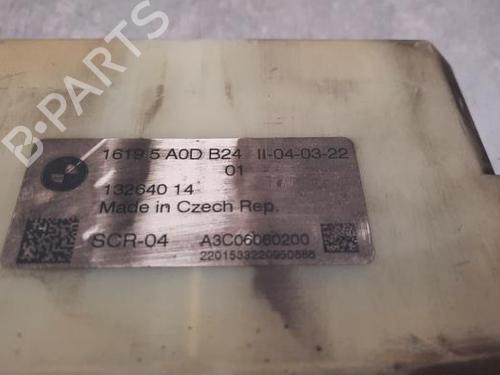 B-PARTS
1619 5 A0D B24 II-04-03-22
01
132640 14
Made in Czech Rep.
SCR-04 A3C06080200
2201533220950888